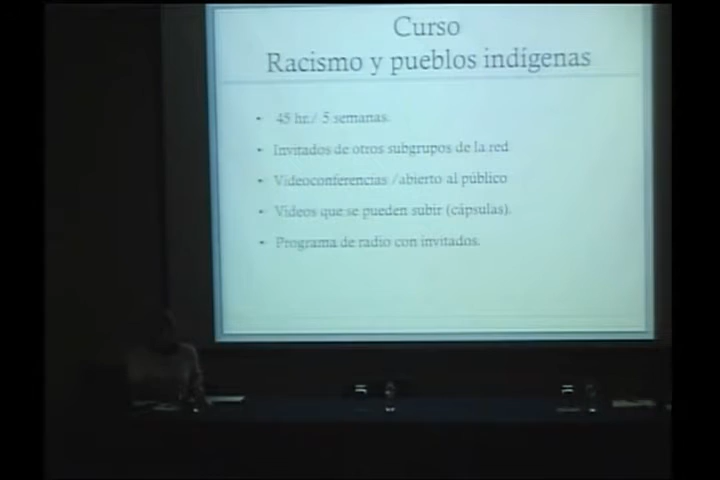 Curso
Racismo y pueblos indígenas
• 45 hr./ 5 semanas.
• Invitados de otros subgrupos de la red
• Videoconferencias /abierto al público
• Videos que se pueden subir (cápsulas).
• Programa de radio con invitados.